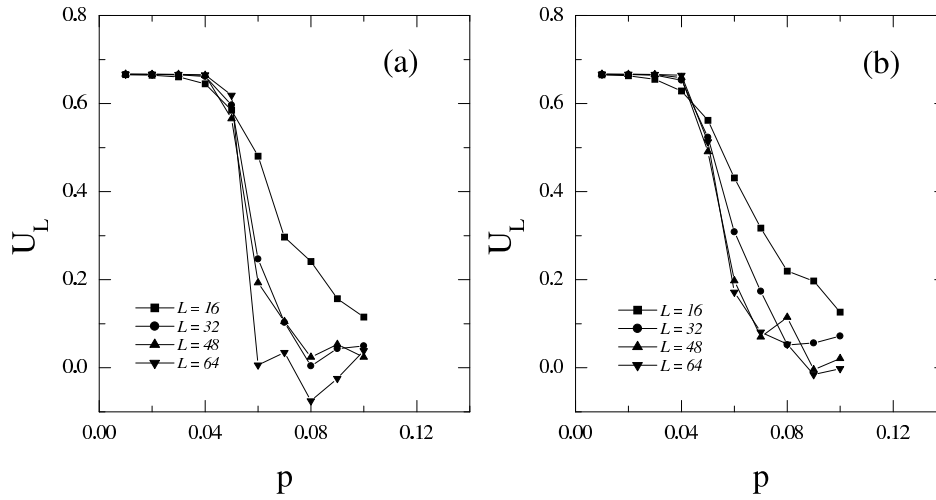 0.8
0.6
0.4
0.2
0.0
U_L
(a)
L = 16
L = 32
L = 48
L = 64
0.00
0.04
0.08
0.12
p
0.8
0.6
0.4
0.2
0.0
U_L
(b)
L = 16
L = 32
L = 48
L = 64
0.00
0.04
0.08
0.12
p